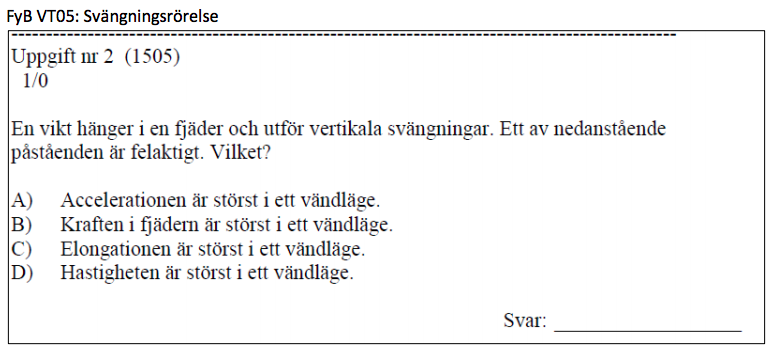 FyB VT05: Svängningsrörelse
Uppgift nr 2 (1505)
1/0
En vikt hänger i en fjäder och utför vertikala svängningar. Ett av nedanstående
påståenden är felaktigt. Vilket?
A) Accelerationen är störst i ett vändläge.
B) Kraften i fjädern är störst i ett vändläge.
C) Elongationen är störst i ett vändläge.
D) Hastigheten är störst i ett vändläge.
Svar: ____________________